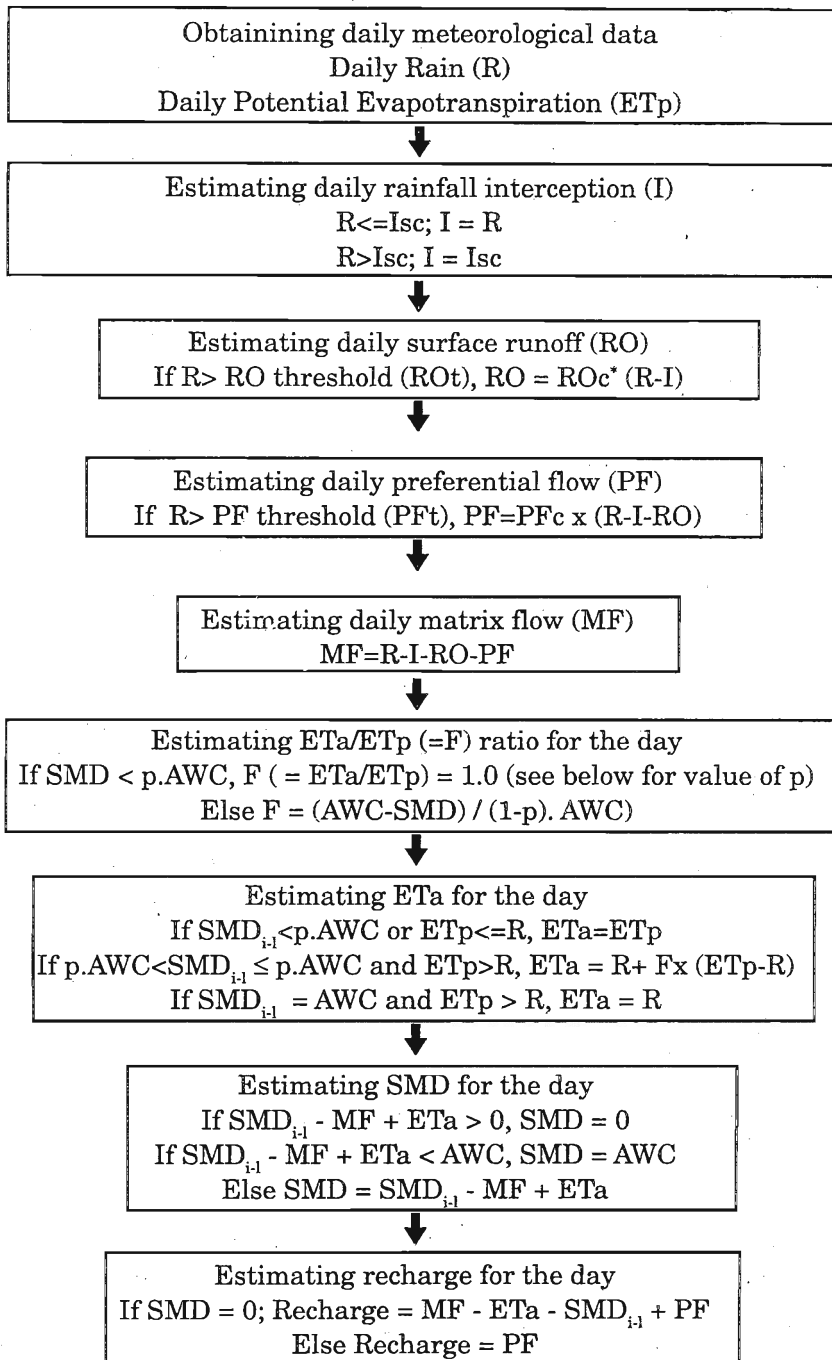 Obtainining daily meteorological data
Daily Rain (R)
Daily Potential Evapotranspiration (ETp)
Estimating daily rainfall interception (I)
R<=Isc; I = R
R>Isc; I = Isc
Estimating daily surface runoff (RO)
If R> RO threshold (ROt), RO = ROc* (R-I)
Estimating daily preferential flow (PF)
If R> PF threshold (PFt), PF=PFc x (R-I-RO)
Estimating daily matrix flow (MF)
MF=R-I-RO-PF
Estimating ETa/ETp (=F) ratio for the day
If SMD < p.AWC, F ( = ETa/ETp) = 1.0 (see below for value of p)
Else F = (AWC-SMD) / (1-p). AWC)
Estimating ETa for the day
If SMD_{i-1}<p.AWC or ETp<=R, ETa=ETp
If p.AWC<SMD_{i-1} ≤ p.AWC and ETp>R, ETa = R+ Fx (ETp-R)
If SMD_{i-1} = AWC and ETp > R, ETa = R
Estimating SMD for the day
If SMD_{i-1} - MF + ETa > 0, SMD = 0
If SMD_{i-1} - MF + ETa < AWC, SMD = AWC
Else SMD = SMD_{i-1} - MF + ETa
Estimating recharge for the day
If SMD = 0; Recharge = MF - ETa - SMD_{i-1} + PF
Else Recharge = PF